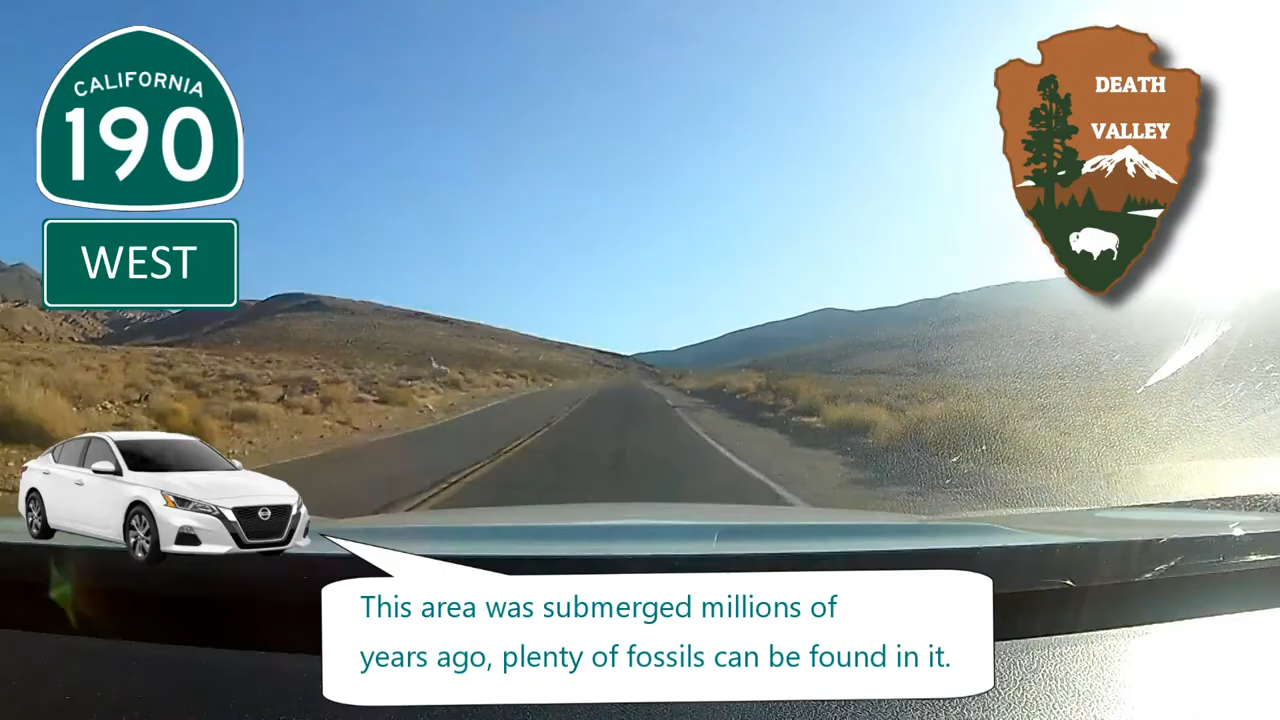 CALIFORNIA
190
WEST
DEATH
VALLEY
This area was submerged millions of
years ago, plenty of fossils can be found in it.